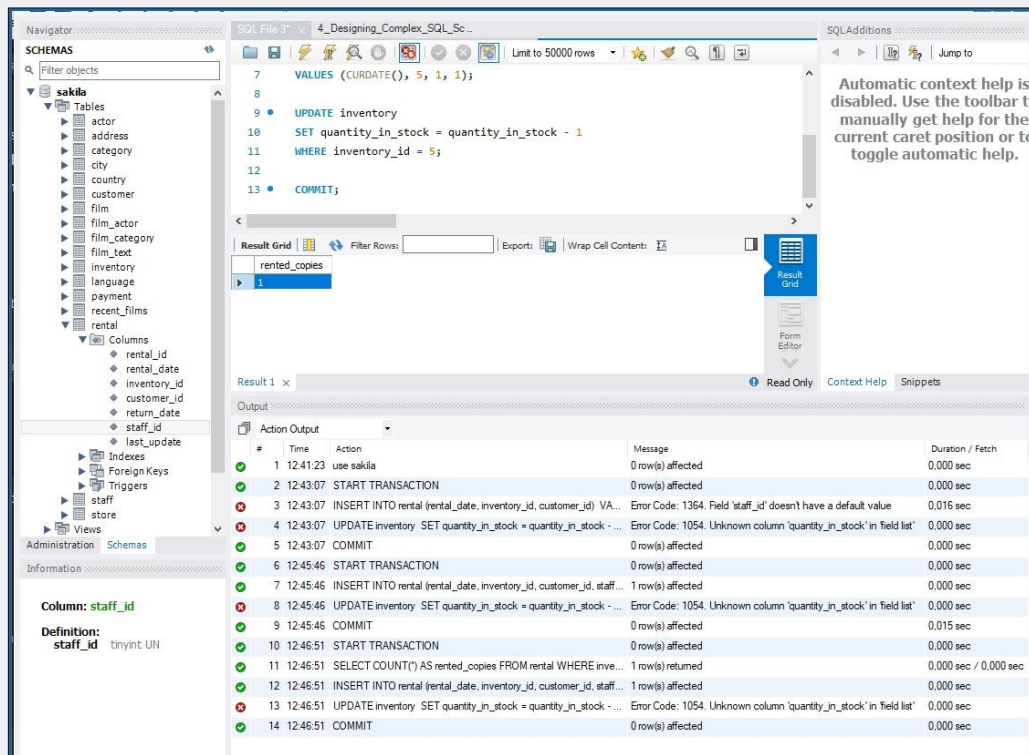 Navigator
SCHEMAS
Filter objects
sakila
Tables
actor
address
category
city
country
customer
film
film_actor
film_category
film_text
inventory
language
payment
recent_films
rental
Columns
rental_id
rental_date
inventory_id
customer_id
return_date
staff_id
last_update
Indexes
Foreign Keys
Triggers
staff
store
Views
Administration Schemas
Information
Column: staff_id
Definition:
staff_id tinyint UN
SQL File 3* × 4_Designing_Complex_SQL_Sc...
Limit to 50000 rows
7 VALUES (CURDATE(), 5, 1, 1);
8
9 UPDATE inventory
10 SET quantity_in_stock = quantity_in_stock - 1
11 WHERE inventory_id = 5;
12
13 COMMIT;
Result Grid Filter Rows: Export: Wrap Cell Content:
rented_copies
1
Result Grid
Form Editor
Result 1 × Read Only
SQLAdditions
Jump to
Automatic context help is
disabled. Use the toolbar t
manually get help for the
current caret position or to
toggle automatic help.
Context Help Snippets
Output
Action Output
# Time Action Message Duration / Fetch
1 12:41:23 use sakila 0 row(s) affected 0,000 sec
2 12:43:07 START TRANSACTION 0 row(s) affected 0,000 sec
3 12:43:07 INSERT INTO rental (rental_date, inventory_id, customer_id) VA... Error Code: 1364. Field 'staff_id' doesn't have a default value 0,016 sec
4 12:43:07 UPDATE inventory SET quantity_in_stock = quantity_in_stock - ... Error Code: 1054. Unknown column 'quantity_in_stock' in 'field list' 0,000 sec
5 12:43:07 COMMIT 0 row(s) affected 0,000 sec
6 12:45:46 START TRANSACTION 0 row(s) affected 0,000 sec
7 12:45:46 INSERT INTO rental (rental_date, inventory_id, customer_id, staff... 1 row(s) affected 0,000 sec
8 12:45:46 UPDATE inventory SET quantity_in_stock = quantity_in_stock - ... Error Code: 1054. Unknown column 'quantity_in_stock' in 'field list' 0,000 sec
9 12:45:46 COMMIT 0 row(s) affected 0,015 sec
10 12:46:51 START TRANSACTION 0 row(s) affected 0,000 sec
11 12:46:51 SELECT COUNT(*) AS rented_copies FROM rental WHERE inve... 1 row(s) returned 0,000 sec / 0,000 sec
12 12:46:51 INSERT INTO rental (rental_date, inventory_id, customer_id, staff... 1 row(s) affected 0,000 sec
13 12:46:51 UPDATE inventory SET quantity_in_stock = quantity_in_stock - ... Error Code: 1054. Unknown column 'quantity_in_stock' in 'field list' 0,000 sec
14 12:46:51 COMMIT 0 row(s) affected 0,000 sec